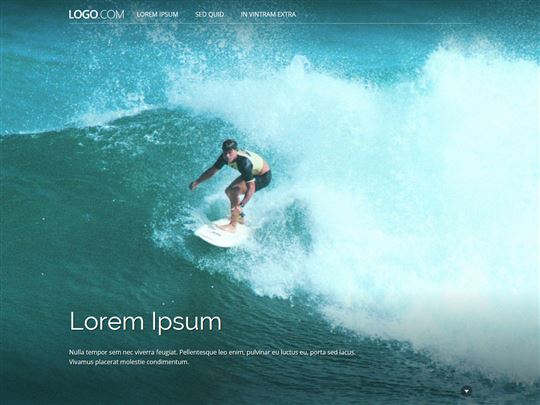 LOGO.COM
LOREM IPSUM SED QUID IN VINTRAM EXTRA
Lorem Ipsum
Nulla tempor sem nec viverra feugiat. Pellentesque leo enim, pulvinar eu luctus eu, porta sed lacus.
Vivamus placerat molestie condimentum.